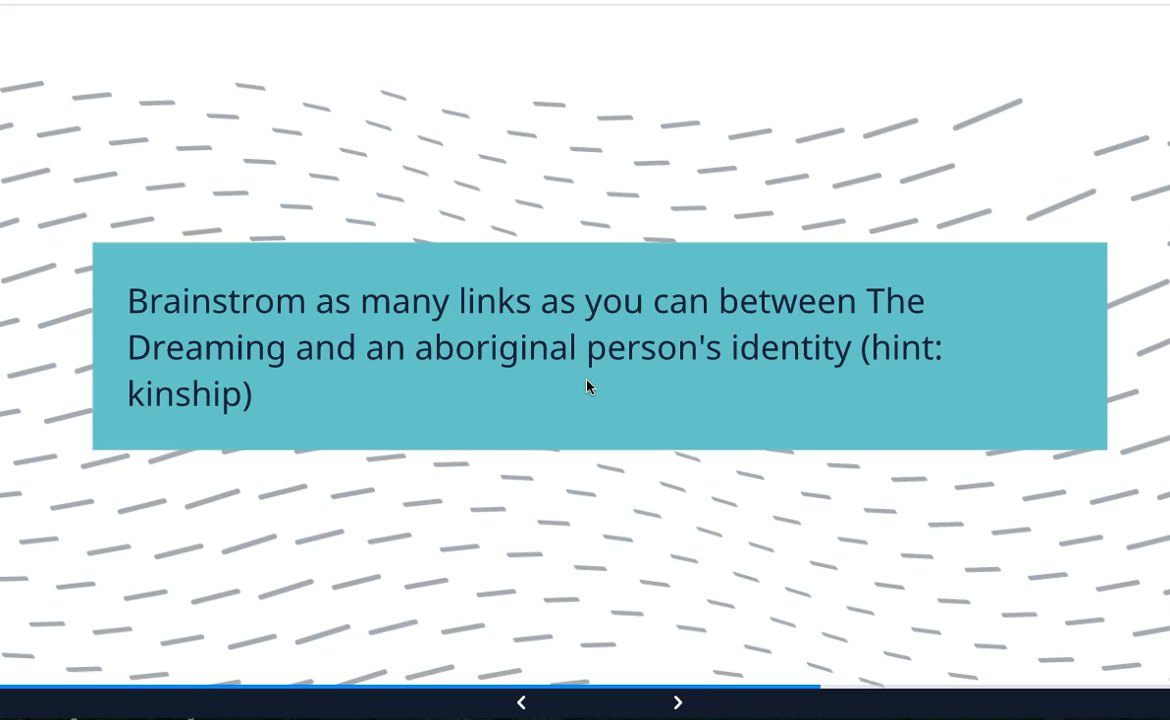 Brainstrom as many links as you can between The
Dreaming and an aboriginal person's identity (hint:
kinship)